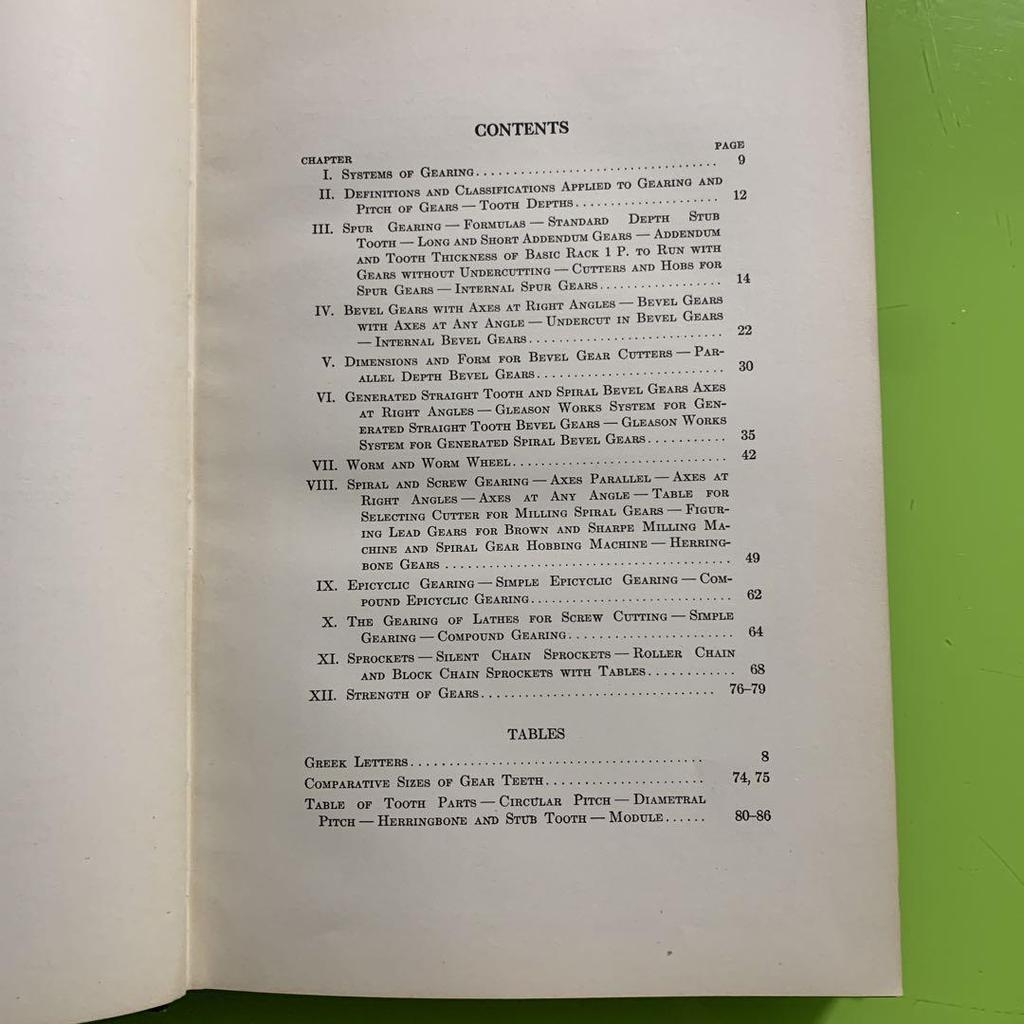 CONTENTS
CHAPTER PAGE
I. Systems of Gearing........................................ 9
II. Definitions and Classifications Applied to Gearing and
Pitch of Gears — Tooth Depths..................... 12
III. Spur Gearing — Formulas — Standard Depth Stub
Tooth — Long and Short Addendum Gears — Addendum
and Tooth Thickness of Basic Rack 1 P. to Run with
Gears without Undercutting — Cutters and Hobs for
Spur Gears — Internal Spur Gears.................. 14
IV. Bevel Gears with Axes at Right Angles — Bevel Gears
with Axes at Any Angle — Undercut in Bevel Gears
— Internal Bevel Gears............................ 22
V. Dimensions and Form for Bevel Gear Cutters — Par-
allel Depth Bevel Gears........................... 30
VI. Generated Straight Tooth and Spiral Bevel Gears Axes
at Right Angles — Gleason Works System for Gen-
erated Straight Tooth Bevel Gears — Gleason Works
System for Generated Spiral Bevel Gears........... 35
VII. Worm and Worm Wheel................................ 42
VIII. Spiral and Screw Gearing — Axes Parallel — Axes at
Right Angles — Axes at Any Angle — Table for
Selecting Cutter for Milling Spiral Gears — Figur-
ing Lead Gears for Brown and Sharpe Milling Ma-
chine and Spiral Gear Hobbing Machine — Herring-
bone Gears ........................................ 49
IX. Epicyclic Gearing — Simple Epicyclic Gearing — Com-
pound Epicyclic Gearing............................ 62
X. The Gearing of Lathes for Screw Cutting — Simple
Gearing — Compound Gearing........................ 64
XI. Sprockets — Silent Chain Sprockets — Roller Chain
and Block Chain Sprockets with Tables............ 68
XII. Strength of Gears................................. 76–79
TABLES
Greek Letters......................................... 8
Comparative Sizes of Gear Teeth...................... 74, 75
Table of Tooth Parts — Circular Pitch — Diametral
Pitch — Herringbone and Stub Tooth — Module...... 80–86